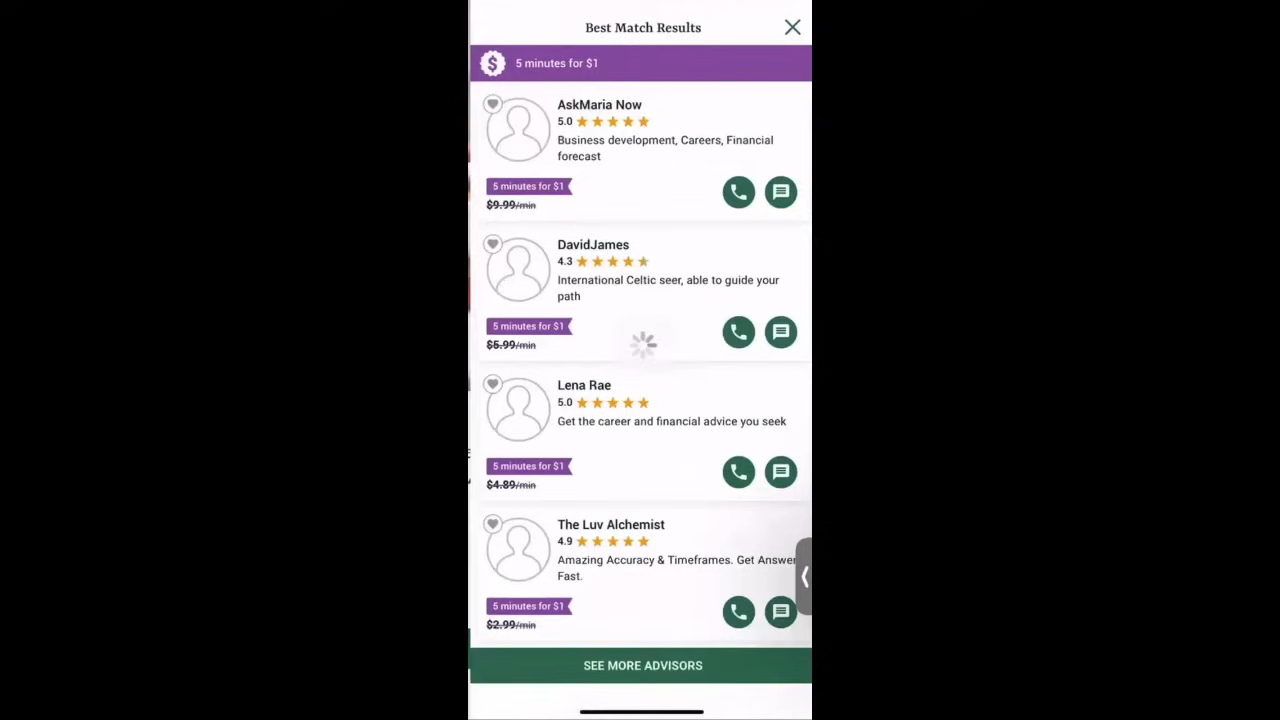 Best Match Results
5 minutes for $1
AskMaria Now
5.0
Business development, Careers, Financial
forecast
5 minutes for $1
$9.99/min
DavidJames
4.3
International Celtic seer, able to guide your
path
5 minutes for $1
$5.99/min
Lena Rae
5.0
Get the career and financial advice you seek
5 minutes for $1
$4.89/min
The Luv Alchemist
4.9
Amazing Accuracy & Timeframes. Get Answer
Fast.
5 minutes for $1
$2.99/min
SEE MORE ADVISORS